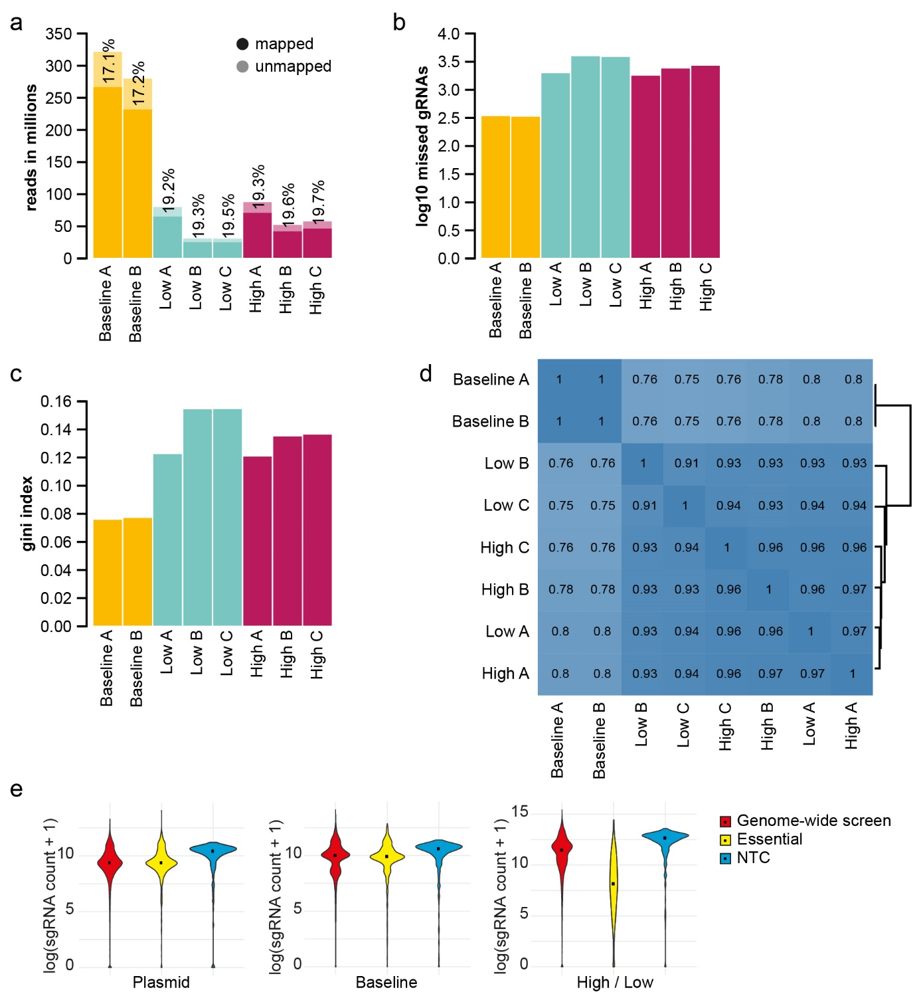 a
350
300
250
200
150
100
50
0
reads in millions
mapped
unmapped
17.1%
17.2%
19.2%
19.3%
19.5%
19.3%
19.6%
19.7%
Baseline A
Baseline B
Low A
Low B
Low C
High A
High B
High C
b
4.0
3.5
3.0
2.5
2.0
1.5
1.0
0.5
0.0
log10 missed gRNAs
Baseline A
Baseline B
Low A
Low B
Low C
High A
High B
High C
c
0.16
0.14
0.12
0.10
0.08
0.06
0.04
0.02
0.00
gini index
Baseline A
Baseline B
Low A
Low B
Low C
High A
High B
High C
d
Baseline A 1 1 0.76 0.75 0.76 0.78 0.8 0.8
Baseline B 1 1 0.76 0.75 0.76 0.78 0.8 0.8
Low B 0.76 0.76 1 0.91 0.93 0.93 0.93 0.93
Low C 0.75 0.75 0.91 1 0.94 0.93 0.94 0.94
High C 0.76 0.76 0.93 0.94 1 0.96 0.96 0.96
High B 0.78 0.78 0.93 0.93 0.96 1 0.96 0.97
Low A 0.8 0.8 0.93 0.94 0.96 0.96 1 0.97
High A 0.8 0.8 0.93 0.94 0.96 0.97 0.97 1
Baseline A
Baseline B
Low B
Low C
High C
High B
Low A
High A
e
log(sgRNA count + 1)
10
5
0
Plasmid
log(sgRNA count + 1)
10
5
0
Baseline
log(sgRNA count + 1)
15
10
5
0
High / Low
Genome-wide screen
Essential
NTC